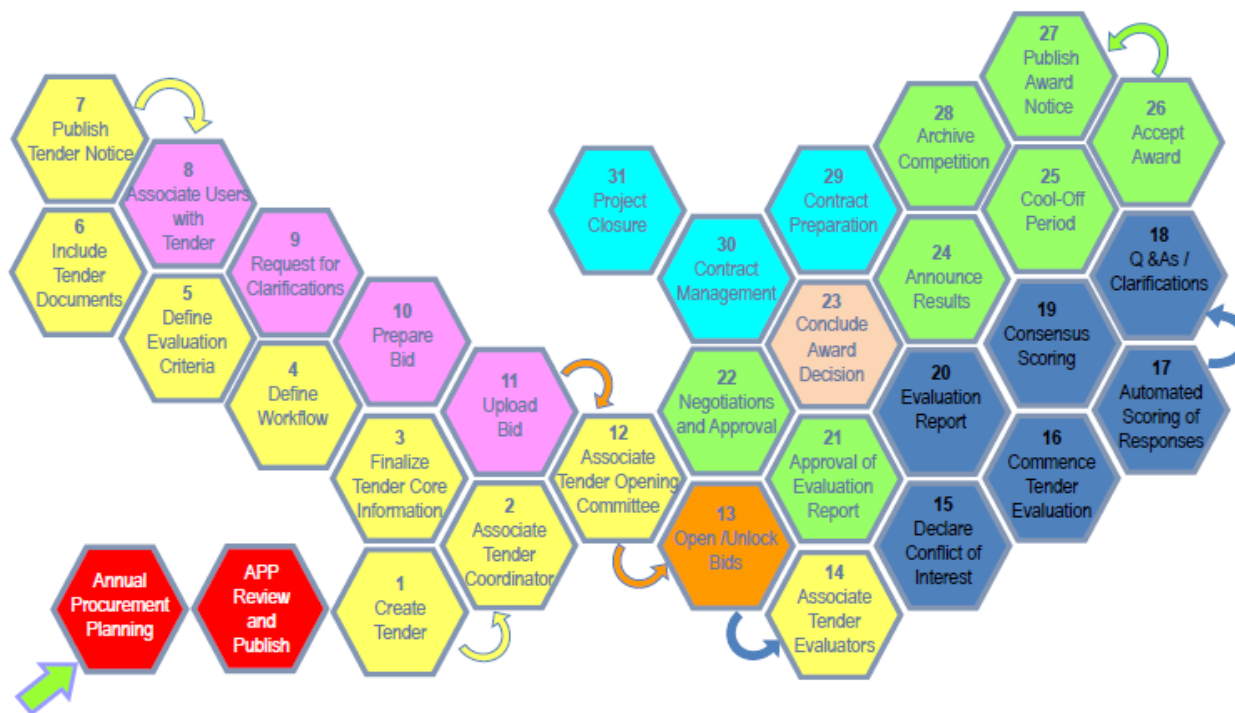 Annual
Procurement
Planning
APP
Review
and
Publish
1
Create
Tender
2
Associate
Tender
Coordinator
3
Finalize
Tender Core
Information
4
Define
Workflow
5
Define
Evaluation
Criteria
6
Include
Tender
Documents
7
Publish
Tender Notice
8
Associate Users
with
Tender
9
Request for
Clarifications
10
Prepare
Bid
11
Upload
Bid
12
Associate
Tender Opening
Committee
13
Open /Unlock
Bids
14
Associate
Tender
Evaluators
15
Declare
Conflict of
Interest
16
Commence
Tender
Evaluation
17
Automated
Scoring of
Responses
18
Q &As /
Clarifications
19
Consensus
Scoring
20
Evaluation
Report
21
Approval of
Evaluation
Report
22
Negotiations
and Approval
23
Conclude
Award
Decision
24
Announce
Results
25
Cool-Off
Period
26
Accept
Award
27
Publish
Award
Notice
28
Archive
Competition
29
Contract
Preparation
30
Contract
Management
31
Project
Closure